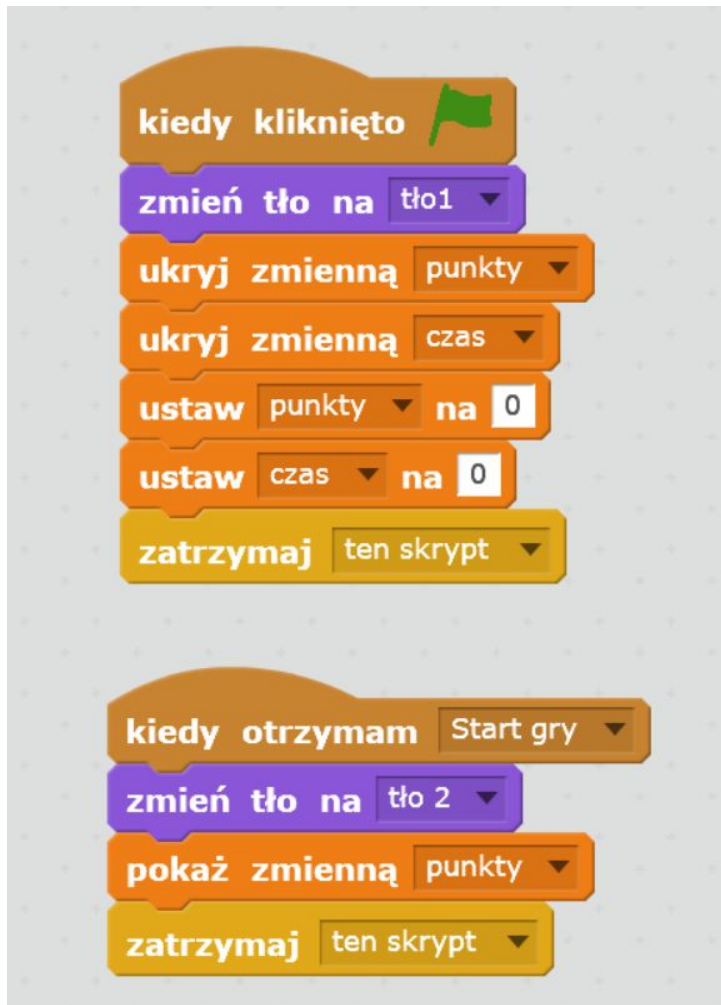 kiedy kliknięto
zmień tło na tło1
ukryj zmienną punkty
ukryj zmienną czas
ustaw punkty na 0
ustaw czas na 0
zatrzymaj ten skrypt
kiedy otrzymam Start gry
zmień tło na tło 2
pokaż zmienną punkty
zatrzymaj ten skrypt